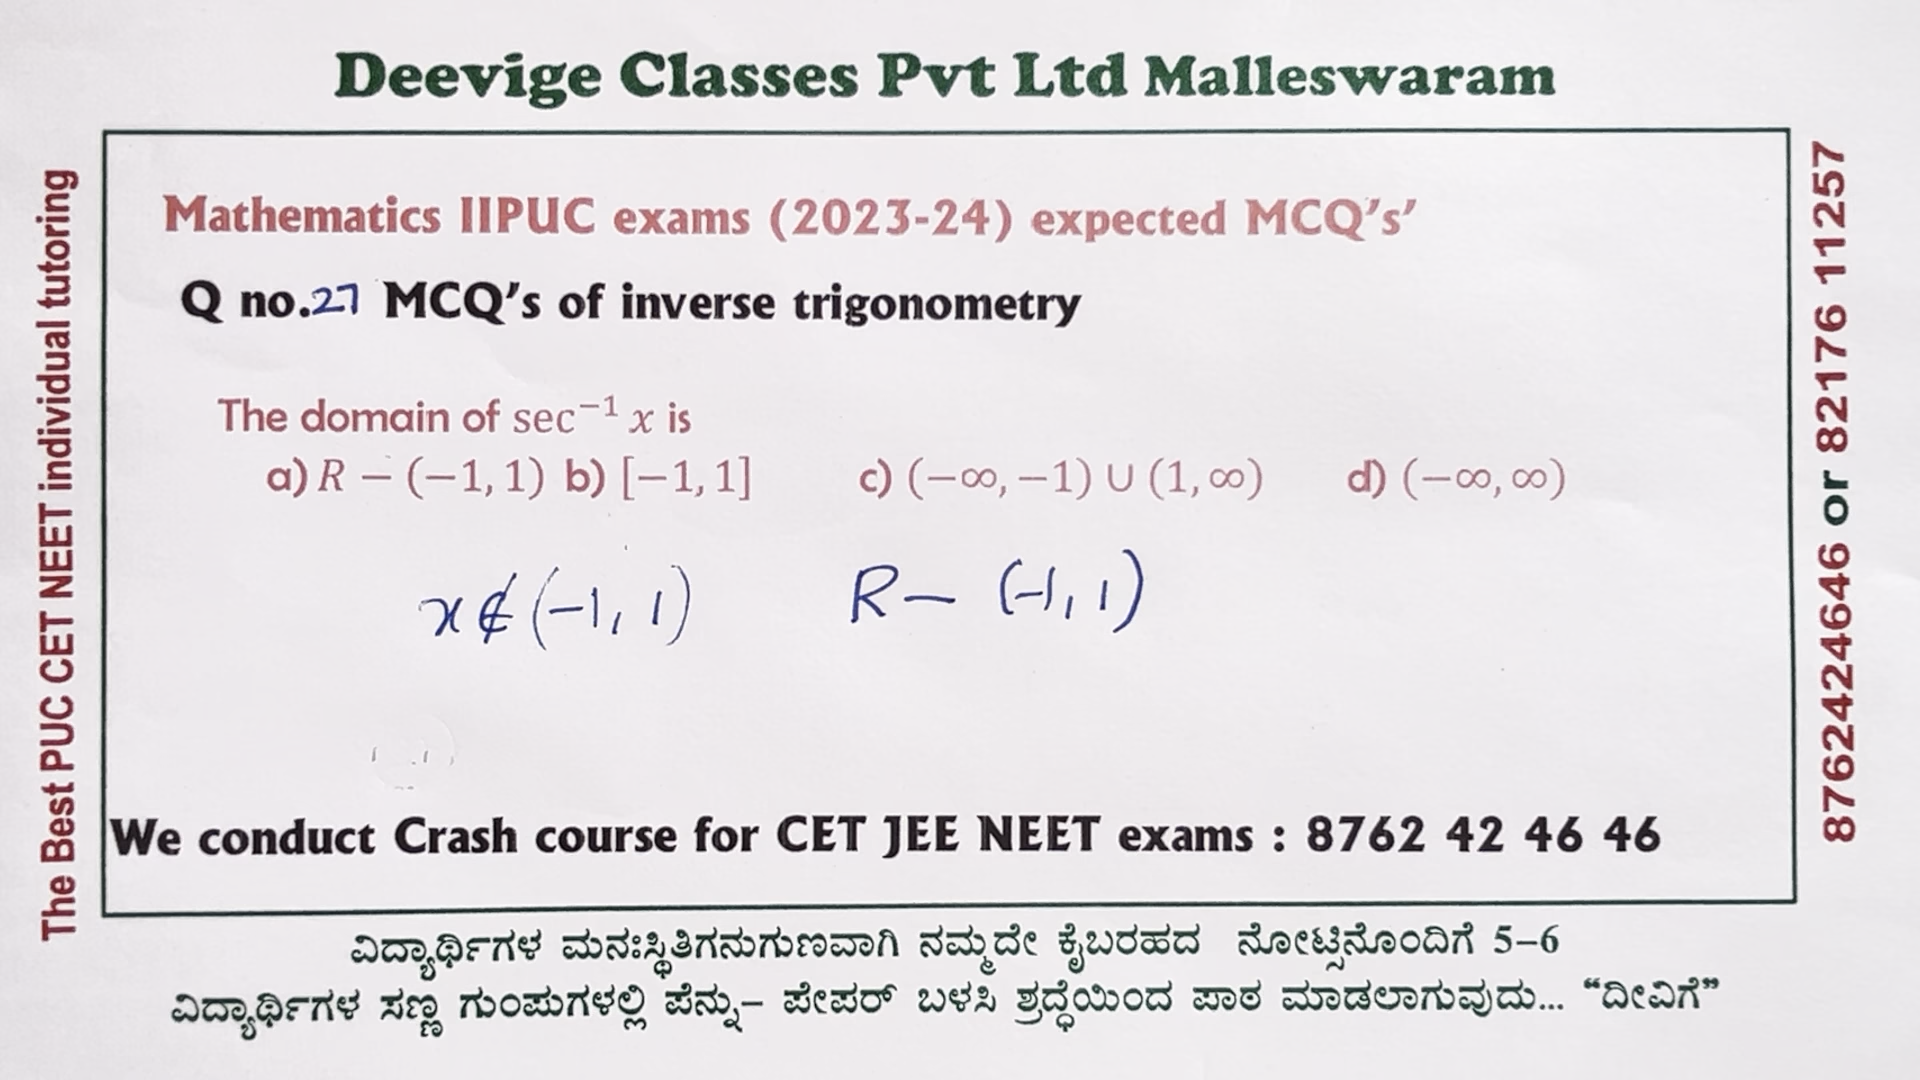 Deevige Classes Pvt Ltd Malleswaram
The Best PUC CET NEET individual tutoring
Mathematics IIPUC exams (2023-24) expected MCQ's'
Q no.27 MCQ's of inverse trigonometry
The domain of sec⁻¹ x is
a) R − (−1, 1) b) [−1, 1] c) (−∞, −1) ∪ (1, ∞) d) (−∞, ∞)
x ∉ (−1, 1) R − (−1, 1)
We conduct Crash course for CET JEE NEET exams : 8762 42 46 46
8762424646 or 82176 11257
ವಿದ್ಯಾರ್ಥಿಗಳ ಮನಃಸ್ಥಿತಿಗನುಗುಣವಾಗಿ ನಮ್ಮದೇ ಕೈಬರಹದ ನೋಟ್ಸಿನೊಂದಿಗೆ 5–6
ವಿದ್ಯಾರ್ಥಿಗಳ ಸಣ್ಣ ಗುಂಪುಗಳಲ್ಲಿ ಪೆನ್ನು– ಪೇಪರ್ ಬಳಸಿ ಶ್ರದ್ಧೆಯಿಂದ ಪಾಠ ಮಾಡಲಾಗುವುದು... “ದೀವಿಗೆ”